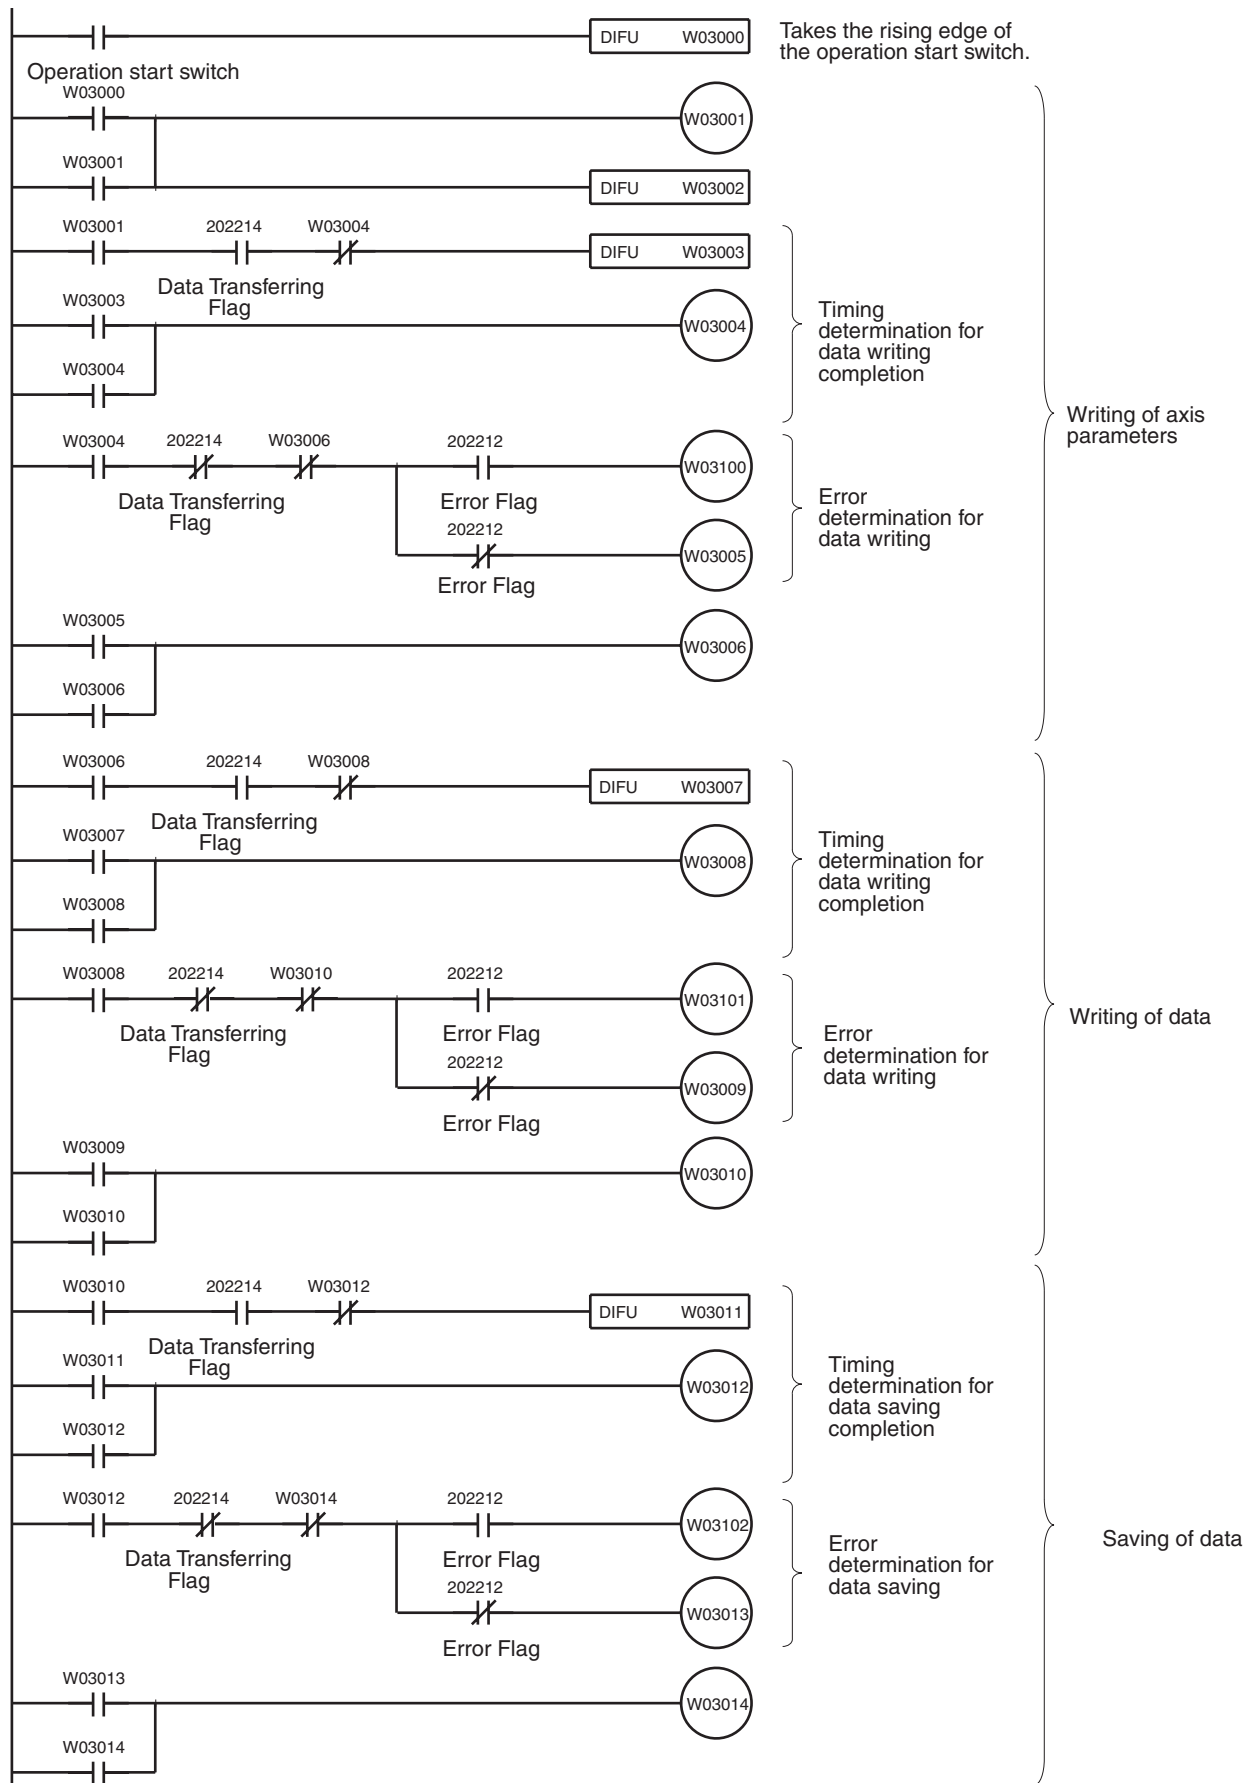 DIFU W03000
Takes the rising edge of
the operation start switch.
Operation start switch
W03000
W03001
W03001
DIFU W03002
W03001 202214 W03004
DIFU W03003
Data Transferring
Flag
W03003
W03004
W03004
Timing
determination for
data writing
completion
W03004 202214 W03006 202212
W03100
Data Transferring
Flag
Error Flag
202212
W03005
Error Flag
Error
determination for
data writing
W03005
W03006
W03006
Writing of axis
parameters
W03006 202214 W03008
DIFU W03007
Data Transferring
Flag
W03007
W03008
W03008
Timing
determination for
data writing
completion
W03008 202214 W03010 202212
W03101
Data Transferring
Flag
Error Flag
202212
W03009
Error Flag
Error
determination for
data writing
W03009
W03010
W03010
Writing of data
W03010 202214 W03012
DIFU W03011
Data Transferring
Flag
W03011
W03012
W03012
Timing
determination for
data saving
completion
W03012 202214 W03014 202212
W03102
Data Transferring
Flag
Error Flag
202212
W03013
Error Flag
Error
determination for
data saving
W03013
W03014
W03014
Saving of data